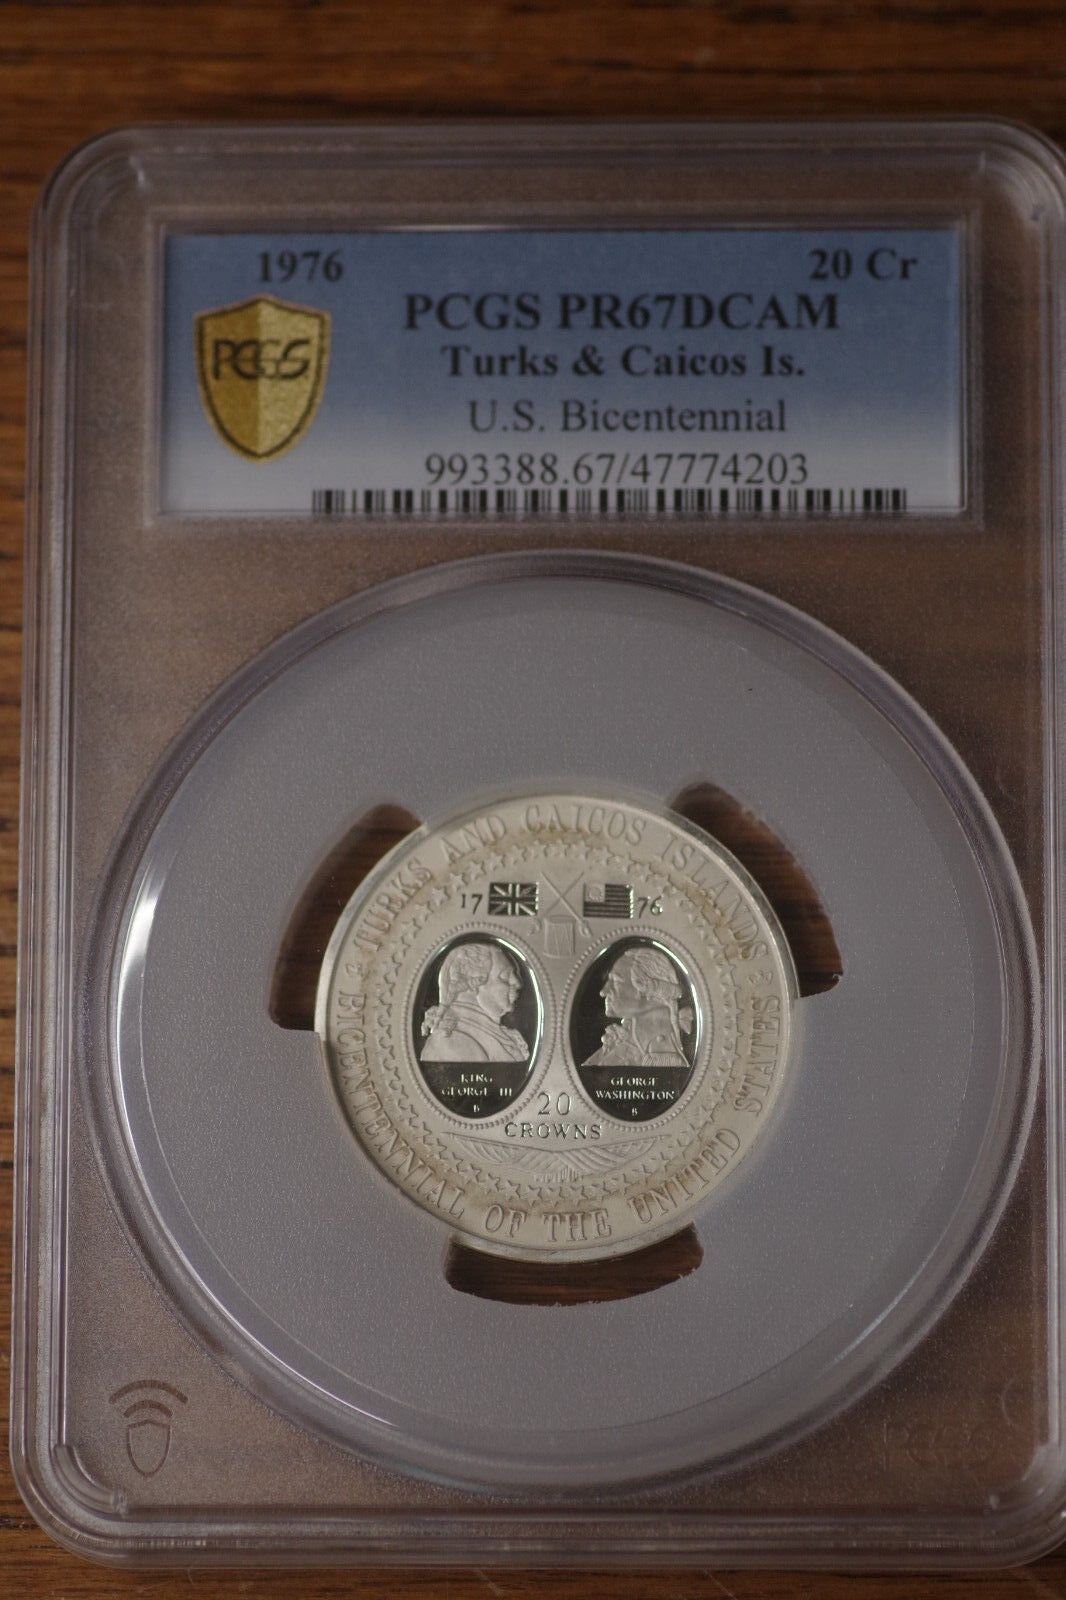 1976 20 Cr
PCGS PR67DCAM
Turks & Caicos Is.
U.S. Bicentennial
993388.67/47774203
PCGS
TURKS AND CAICOS ISLANDS
17 76
KING
GEORGE III
GEORGE
WASHINGTON
20
CROWNS
BICENTENNIAL OF THE UNITED STATES
PCGS